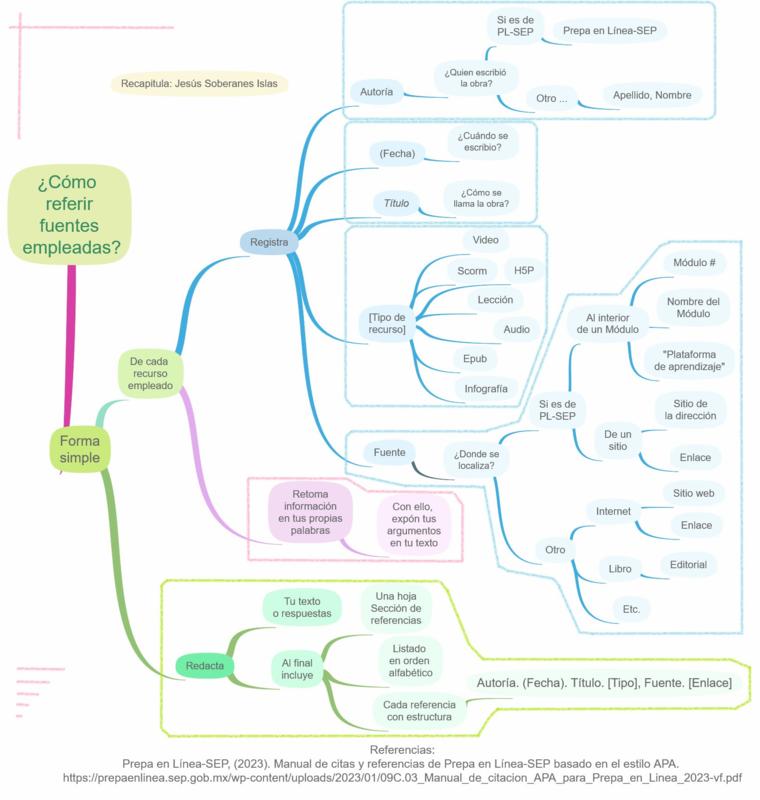 Recapitula: Jesús Soberanes Islas
¿Cómo
referir
fuentes
empleadas?
Forma
simple
De cada
recurso
empleado
Registra
Autoría
¿Quien escribió
la obra?
Si es de
PL-SEP
Prepa en Línea-SEP
Otro ...
Apellido, Nombre
(Fecha)
¿Cuándo se
escribio?
Título
¿Cómo se
llama la obra?
[Tipo de
recurso]
Video
Scorm
H5P
Lección
Audio
Epub
Infografía
Fuente
¿Donde se
localiza?
Si es de
PL-SEP
Al interior
de un Módulo
Módulo #
Nombre del
Módulo
"Plataforma
de aprendizaje"
De un
sitio
Sitio de
la dirección
Enlace
Otro
Internet
Sitio web
Enlace
Libro
Editorial
Etc.
Retoma
información
en tus propias
palabras
Con ello,
expón tus
argumentos
en tu texto
Redacta
Tu texto
o respuestas
Al final
incluye
Una hoja
Sección de
referencias
Listado
en orden
alfabético
Cada referencia
con estructura
Autoría. (Fecha). Título. [Tipo], Fuente. [Enlace]
Referencias:
Prepa en Línea-SEP, (2023). Manual de citas y referencias de Prepa en Línea-SEP basado en el estilo APA.
https://prepaenlinea.sep.gob.mx/wp-content/uploads/2023/01/09C.03_Manual_de_citacion_APA_para_Prepa_en_Linea_2023-vf.pdf